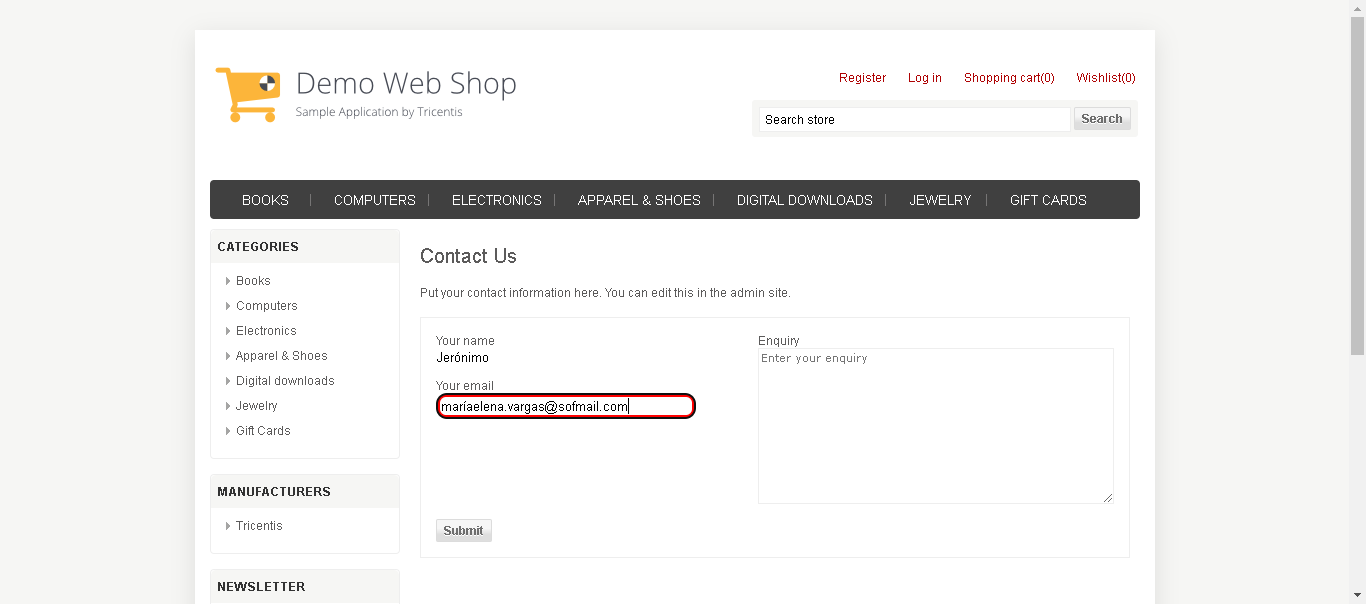 Demo Web Shop
Sample Application by Tricentis
Register Log in Shopping cart(0) Wishlist(0)
Search store Search
BOOKS COMPUTERS ELECTRONICS APPAREL & SHOES DIGITAL DOWNLOADS JEWELRY GIFT CARDS
CATEGORIES
Books
Computers
Electronics
Apparel & Shoes
Digital downloads
Jewelry
Gift Cards
MANUFACTURERS
Tricentis
NEWSLETTER
Contact Us
Put your contact information here. You can edit this in the admin site.
Your name
Jerónimo
Your email
maríaelena.vargas@sofmail.com
Enquiry
Enter your enquiry
Submit